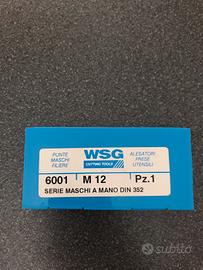 PUNTE
MASCHI
FILIERE
WSG
CUTTING TOOLS
ALESATORI
FRESE
UTENSILI
6001 M 12 Pz.1
SERIE MASCHI A MANO DIN 352
subito